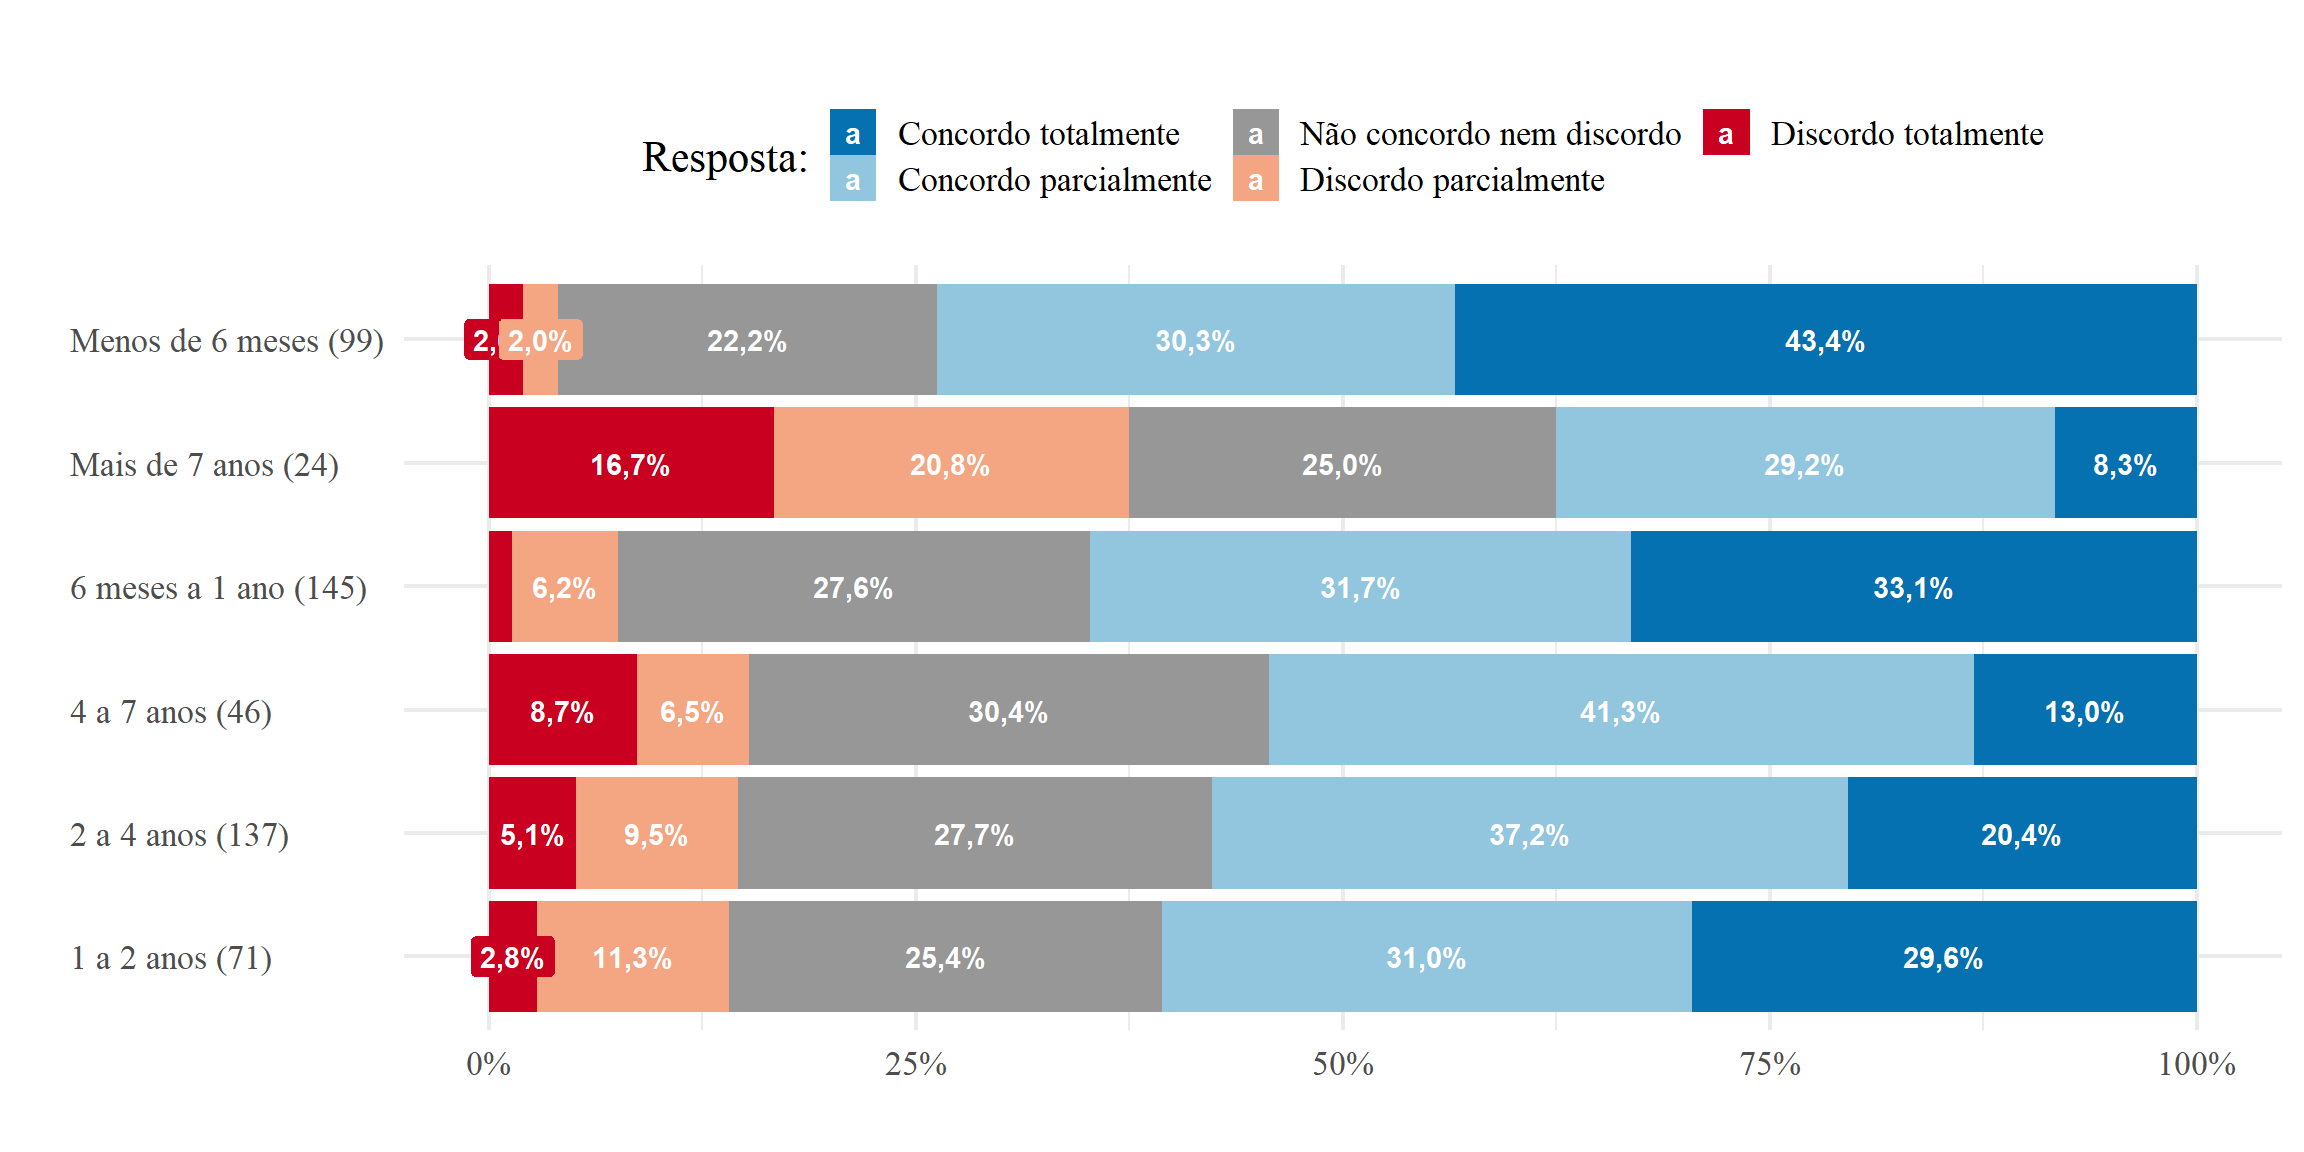 Resposta:
a Concordo totalmente a Não concordo nem discordo a Discordo totalmente
a Concordo parcialmente a Discordo parcialmente
Menos de 6 meses (99) 2,0% 22,2% 30,3% 43,4%
Mais de 7 anos (24) 16,7% 20,8% 25,0% 29,2% 8,3%
6 meses a 1 ano (145) 6,2% 27,6% 31,7% 33,1%
4 a 7 anos (46) 8,7% 6,5% 30,4% 41,3% 13,0%
2 a 4 anos (137) 5,1% 9,5% 27,7% 37,2% 20,4%
1 a 2 anos (71) 2,8% 11,3% 25,4% 31,0% 29,6%
0% 25% 50% 75% 100%